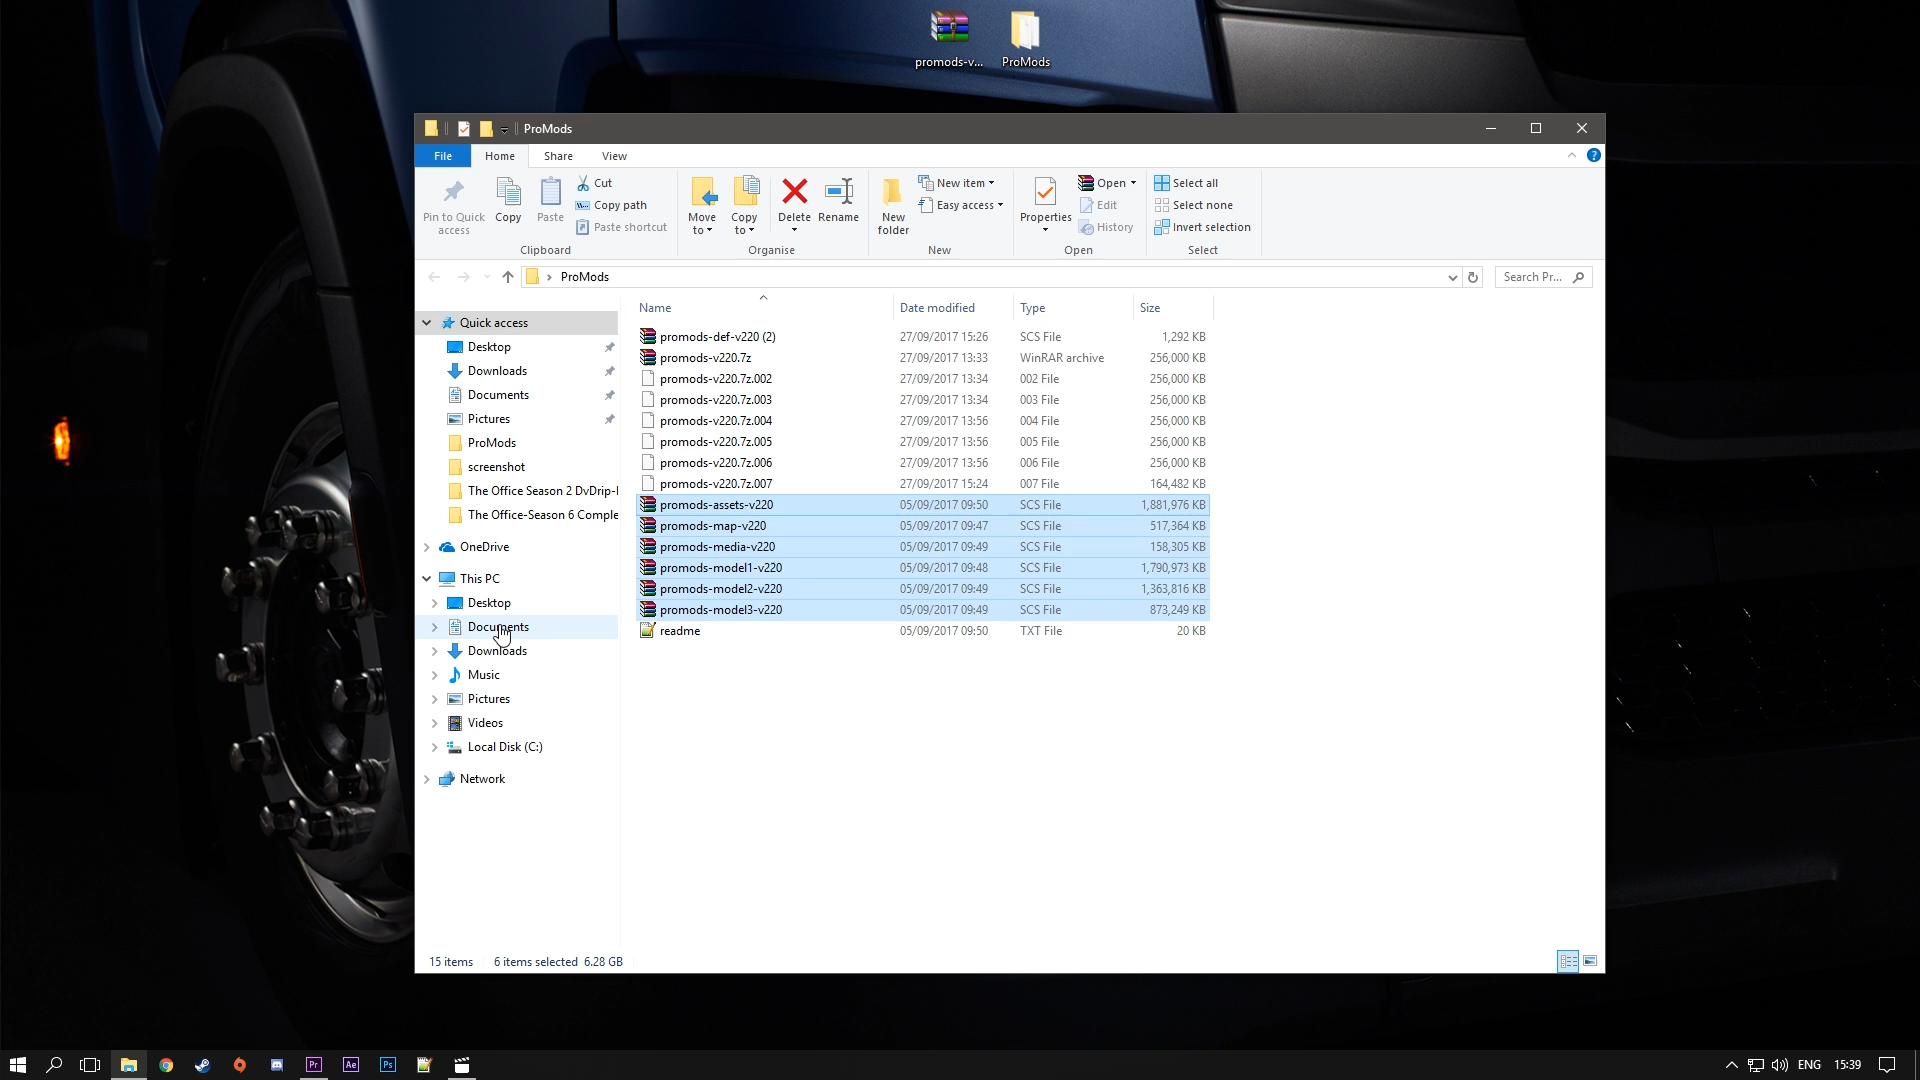 promods-v...
ProMods
ProMods
File
Home
Share
View
Pin to Quick
access
Copy
Paste
Cut
Copy path
Paste shortcut
Clipboard
Move
to
Copy
to
Delete
Rename
Organise
New
folder
New item
Easy access
New
Properties
Open
Edit
History
Open
Select all
Select none
Invert selection
Select
ProMods
Search Pr...
Name
Date modified
Type
Size
Quick access
Desktop
Downloads
Documents
Pictures
ProMods
screenshot
The Office Season 2 DvDrip-
The Office-Season 6 Comple
OneDrive
This PC
Desktop
Documents
Downloads
Music
Pictures
Videos
Local Disk (C:)
Network
promods-def-v220 (2) 27/09/2017 15:26 SCS File 1,292 KB
promods-v220.7z 27/09/2017 13:33 WinRAR archive 256,000 KB
promods-v220.7z.002 27/09/2017 13:34 002 File 256,000 KB
promods-v220.7z.003 27/09/2017 13:34 003 File 256,000 KB
promods-v220.7z.004 27/09/2017 13:56 004 File 256,000 KB
promods-v220.7z.005 27/09/2017 13:56 005 File 256,000 KB
promods-v220.7z.006 27/09/2017 13:56 006 File 256,000 KB
promods-v220.7z.007 27/09/2017 15:24 007 File 164,482 KB
promods-assets-v220 05/09/2017 09:50 SCS File 1,881,976 KB
promods-map-v220 05/09/2017 09:47 SCS File 517,364 KB
promods-media-v220 05/09/2017 09:49 SCS File 158,305 KB
promods-model1-v220 05/09/2017 09:48 SCS File 1,790,973 KB
promods-model2-v220 05/09/2017 09:49 SCS File 1,363,816 KB
promods-model3-v220 05/09/2017 09:49 SCS File 873,249 KB
readme 05/09/2017 09:50 TXT File 20 KB
15 items
6 items selected 6.28 GB
Pr
Ae
Ps
ENG
15:39